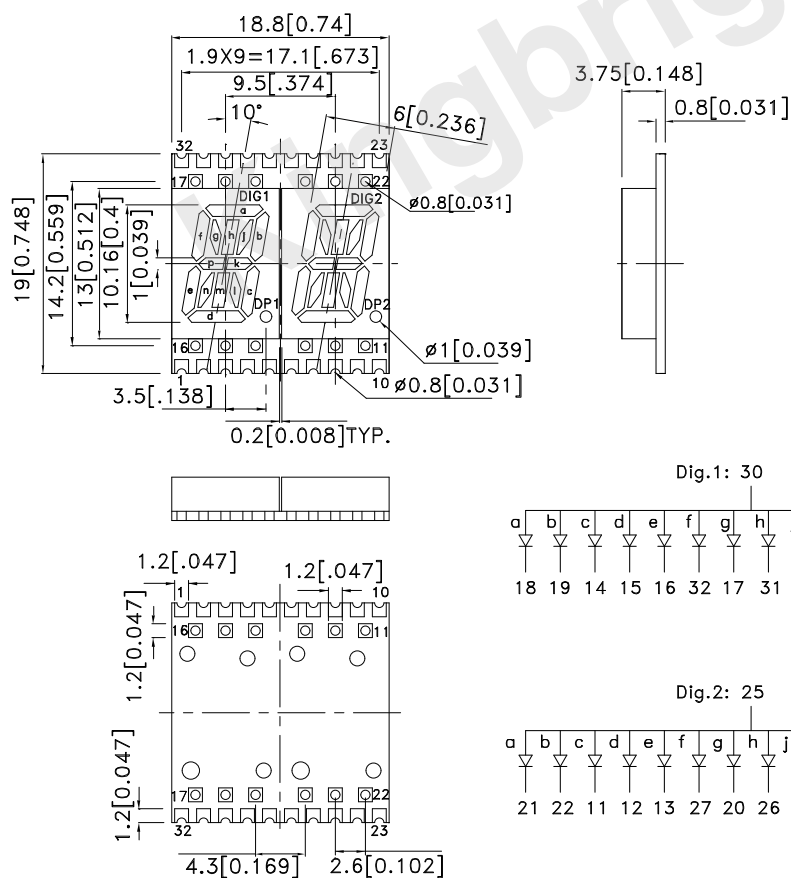 18.8[0.74]
1.9X9=17.1[.673]
9.5[.374]
10°
6[0.236]
3.75[0.148]
0.8[0.031]
Kingbrig
32
23
17
22
DIG1
DIG2
ø0.8[0.031]
a
f g h j b
j
p k
e n m l c
d
DP1
DP2
19[0.748]
14.2[0.559]
13[0.512]
10.16[0.4]
1[0.039]
16
11
1
10
ø1[0.039]
ø0.8[0.031]
3.5[.138]
0.2[0.008]TYP.
Dig.1: 30
a b c d e f g h
18 19 14 15 16 32 17 31
1.2[.047]
1.2[.047]
1
10
16
11
1.2[0.047]
1.2[0.047]
17
22
32
23
4.3[0.169]
2.6[0.102]
Dig.2: 25
a b c d e f g h j
21 22 11 12 13 27 20 26